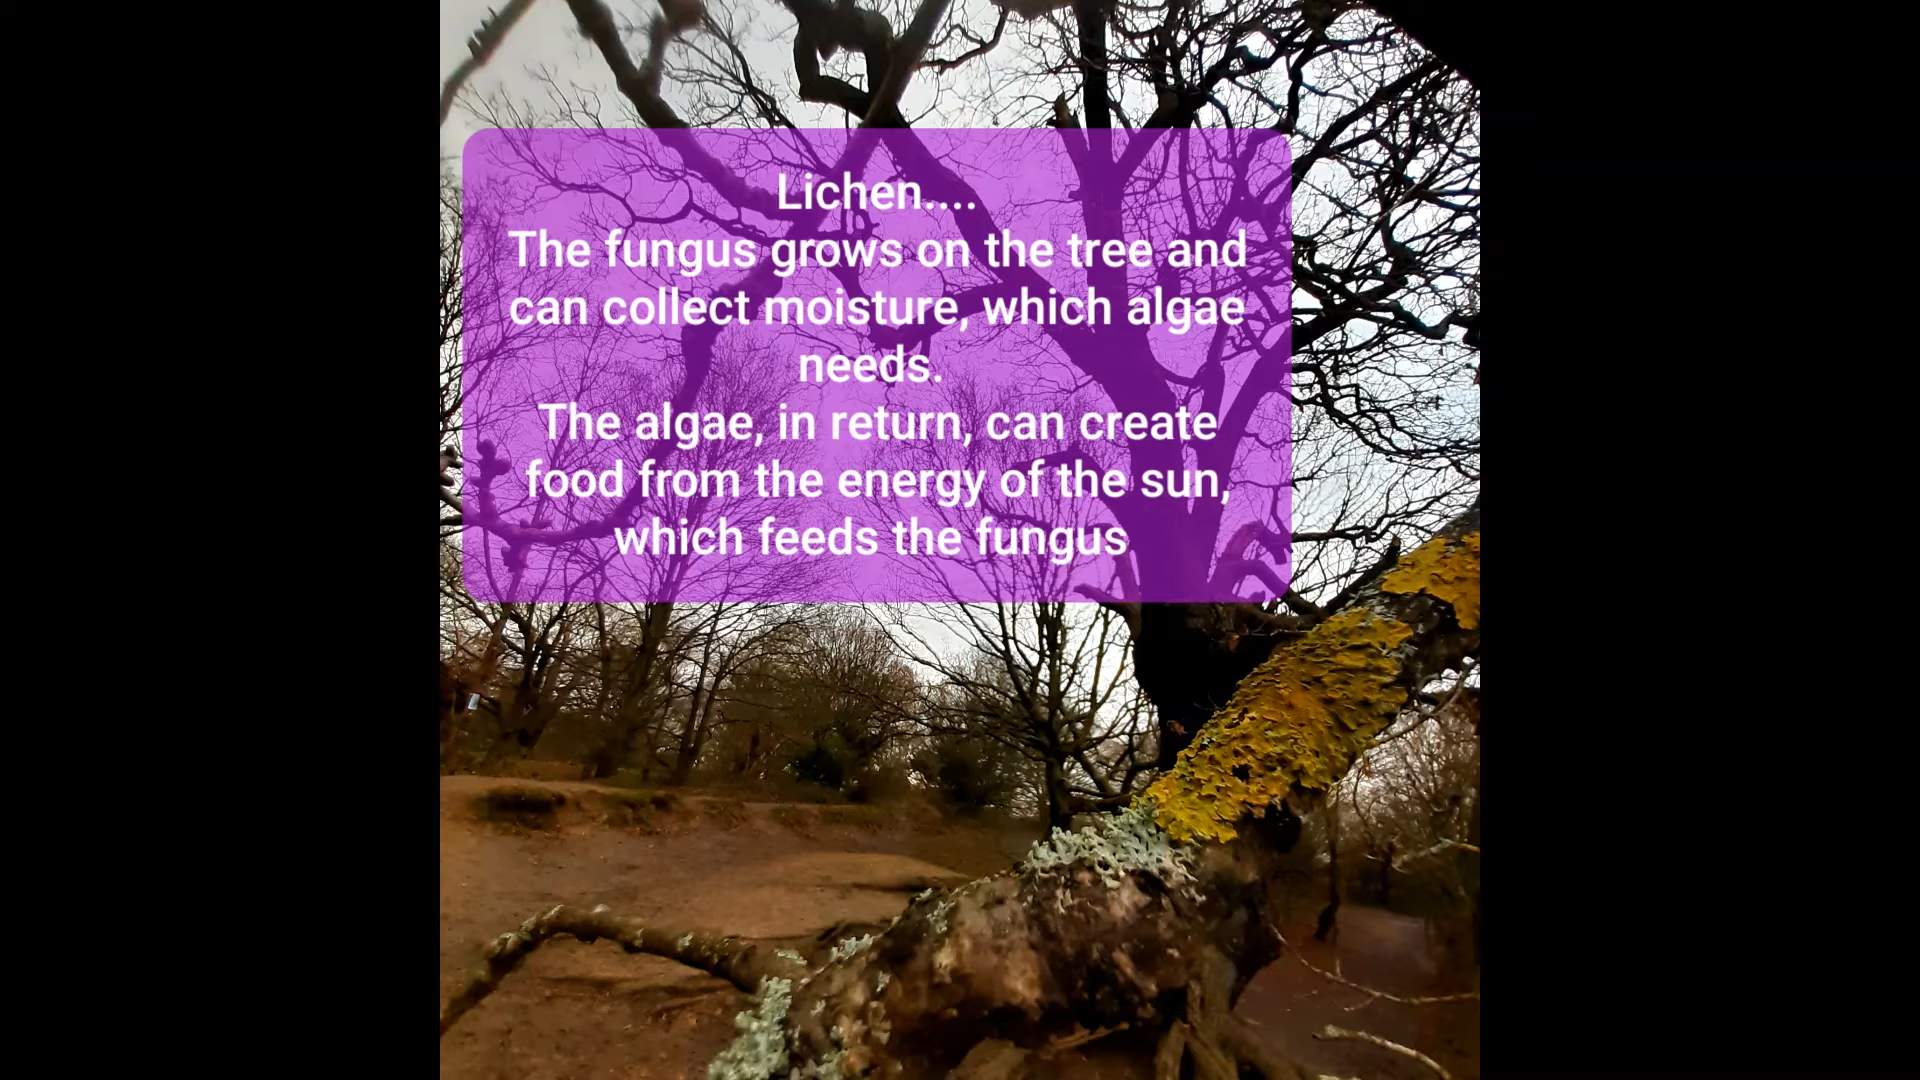 Lichen....
The fungus grows on the tree and
can collect moisture, which algae
needs.
The algae, in return, can create
food from the energy of the sun,
which feeds the fungus